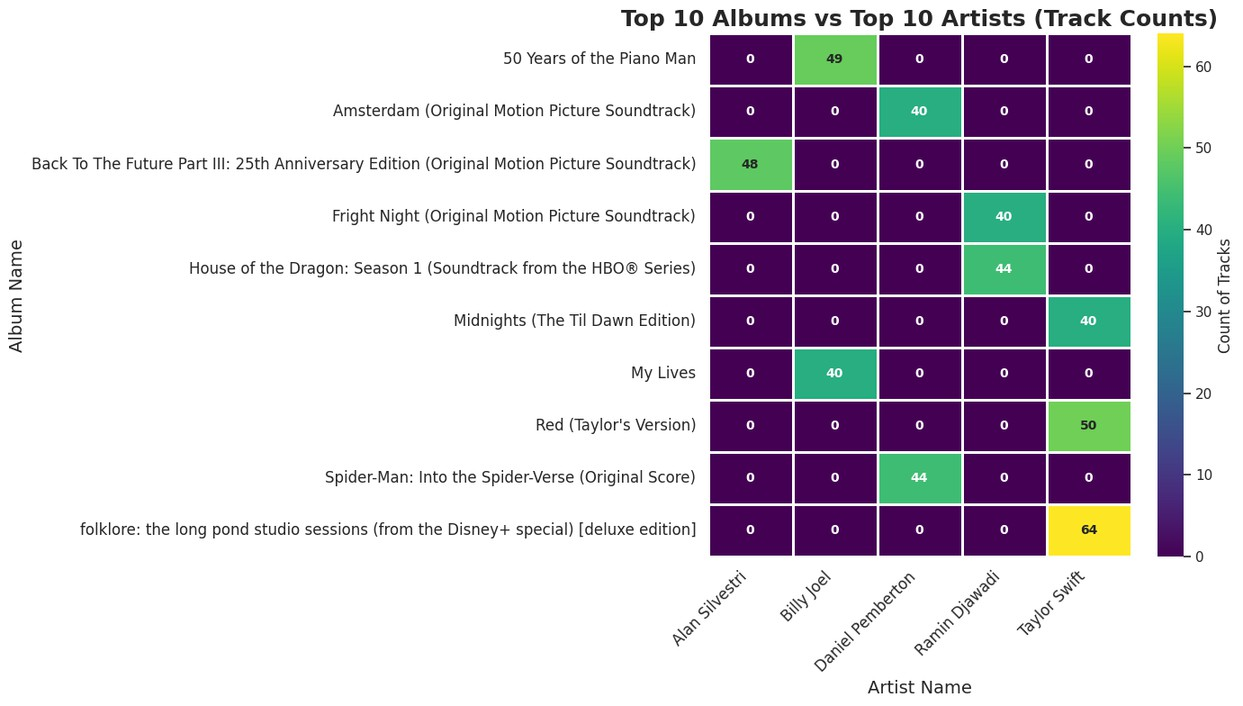 Top 10 Albums vs Top 10 Artists (Track Counts)
Album Name
50 Years of the Piano Man 0 49 0 0 0
Amsterdam (Original Motion Picture Soundtrack) 0 0 40 0 0
Back To The Future Part III: 25th Anniversary Edition (Original Motion Picture Soundtrack) 48 0 0 0 0
Fright Night (Original Motion Picture Soundtrack) 0 0 0 40 0
House of the Dragon: Season 1 (Soundtrack from the HBO® Series) 0 0 0 44 0
Midnights (The Til Dawn Edition) 0 0 0 0 40
My Lives 0 40 0 0 0
Red (Taylor's Version) 0 0 0 0 50
Spider-Man: Into the Spider-Verse (Original Score) 0 0 44 0 0
folklore: the long pond studio sessions (from the Disney+ special) [deluxe edition] 0 0 0 0 64
Alan Silvestri
Billy Joel
Daniel Pemberton
Ramin Djawadi
Taylor Swift
Artist Name
60
50
40
30
20
10
0
Count of Tracks